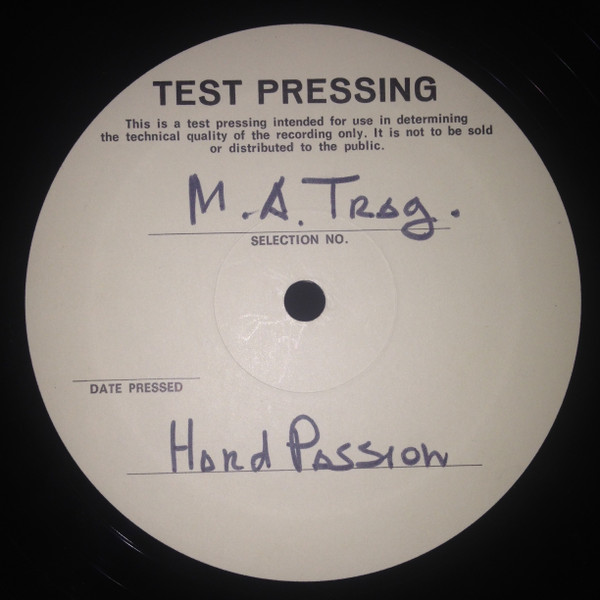 TEST PRESSING
This is a test pressing intended for use in determining
the technical quality of the recording only. It is not to be sold
or distributed to the public.
M.A. Trag.
SELECTION NO.
DATE PRESSED
Hard Passion